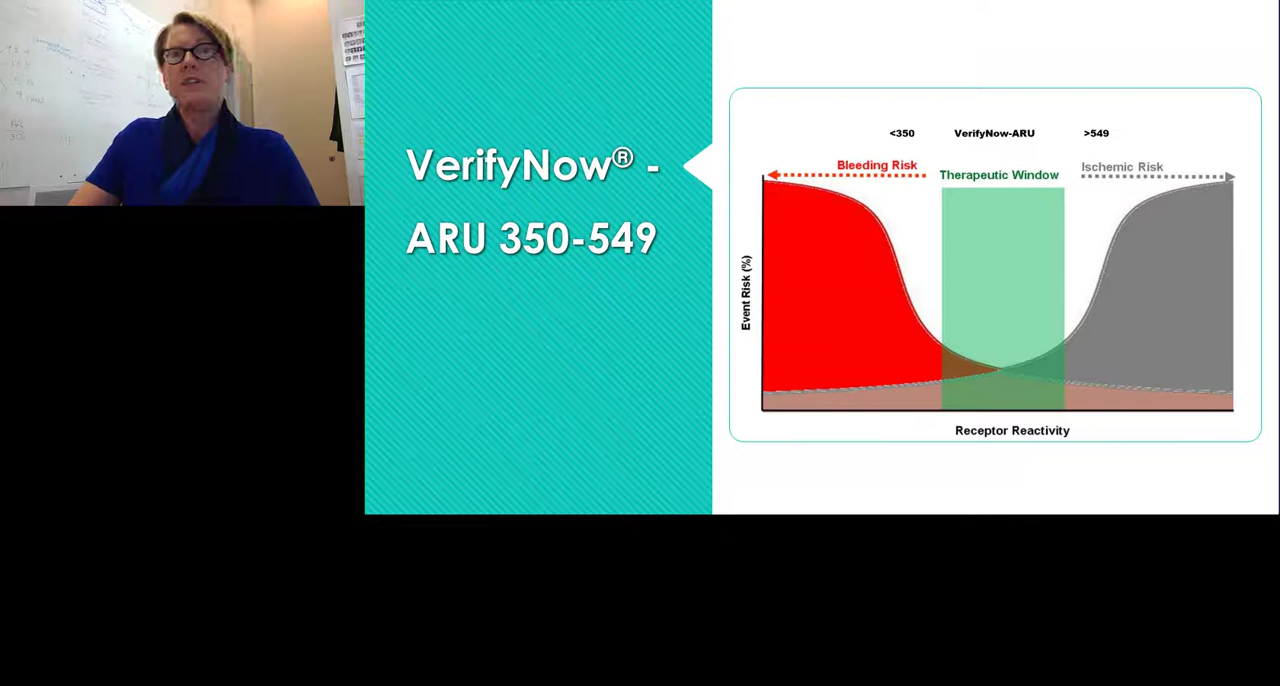 VerifyNow® -
ARU 350-549
<350 VerifyNow-ARU >549
Bleeding Risk
Therapeutic Window
Ischemic Risk
Event Risk (%)
Receptor Reactivity